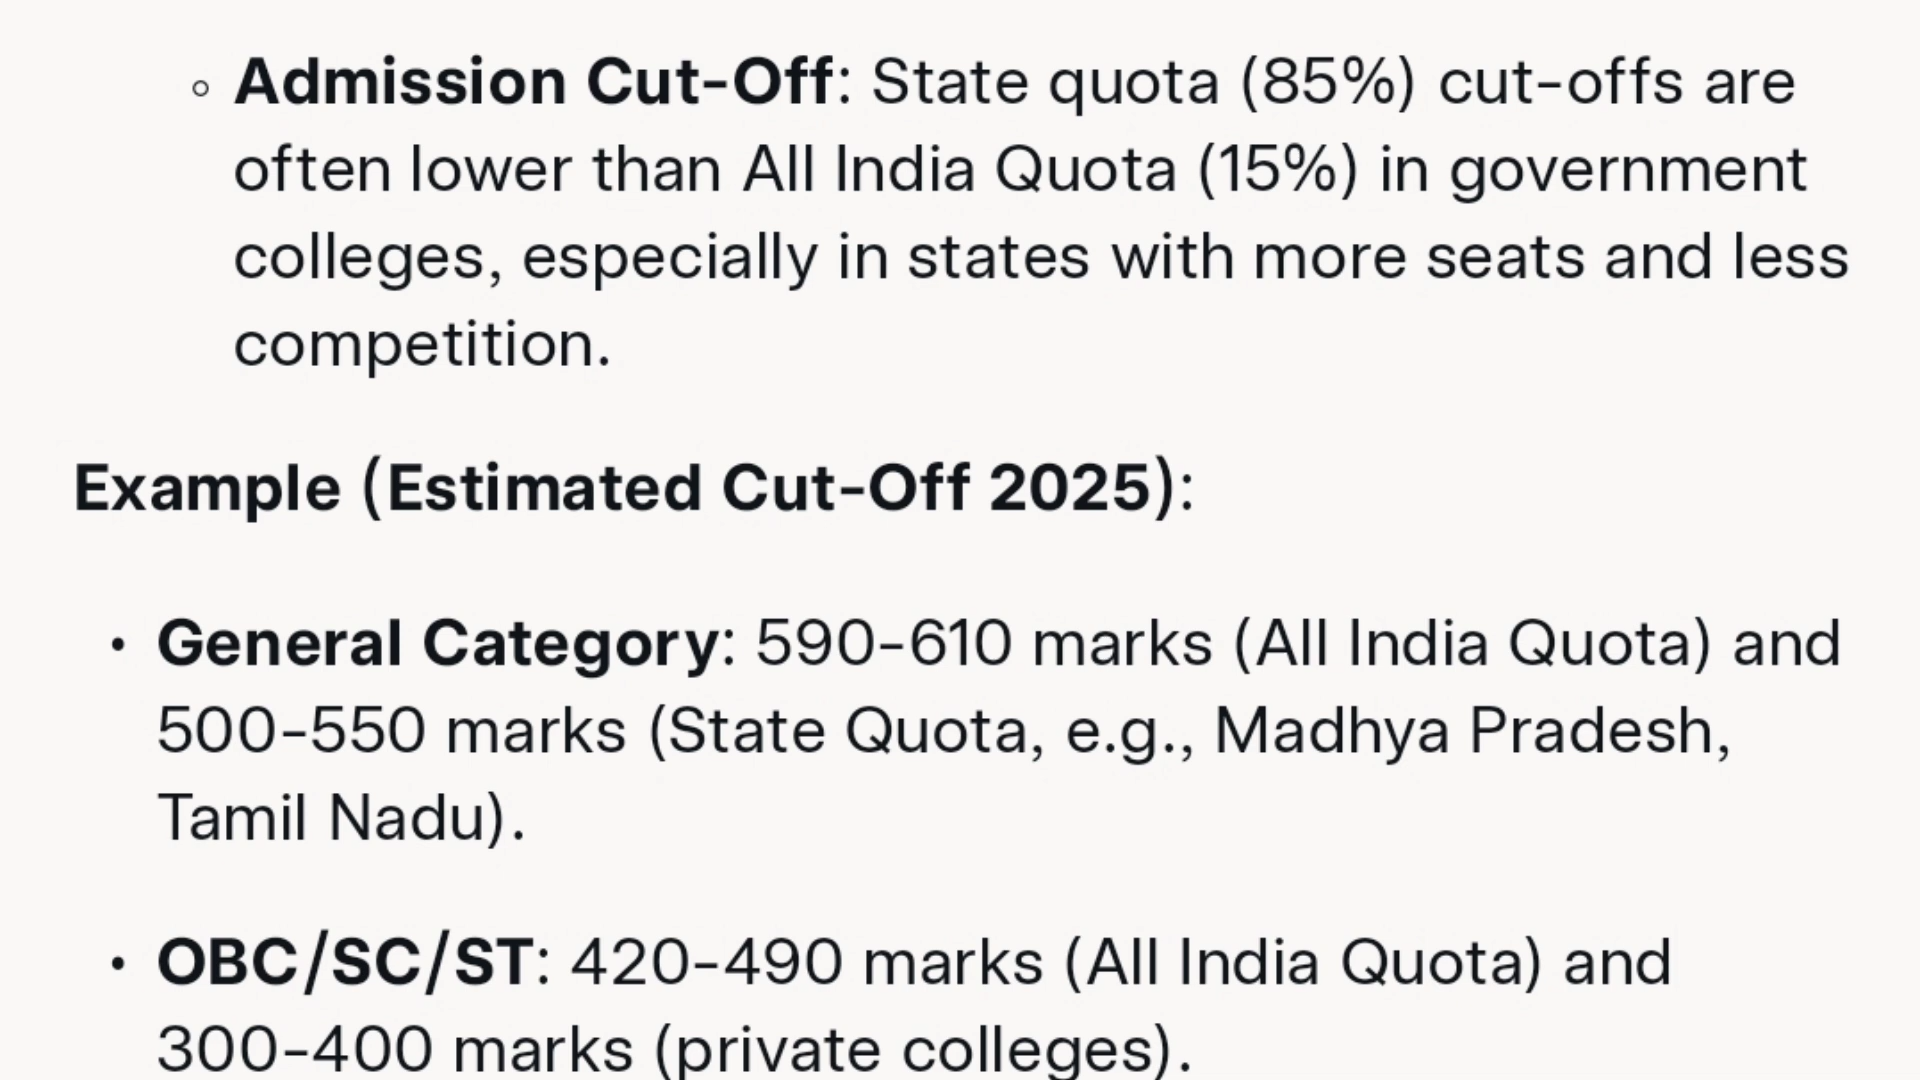 ◦ Admission Cut-Off: State quota (85%) cut-offs are
often lower than All India Quota (15%) in government
colleges, especially in states with more seats and less
competition.
Example (Estimated Cut-Off 2025):
• General Category: 590-610 marks (All India Quota) and
500-550 marks (State Quota, e.g., Madhya Pradesh,
Tamil Nadu).
• OBC/SC/ST: 420-490 marks (All India Quota) and
300-400 marks (private colleges).